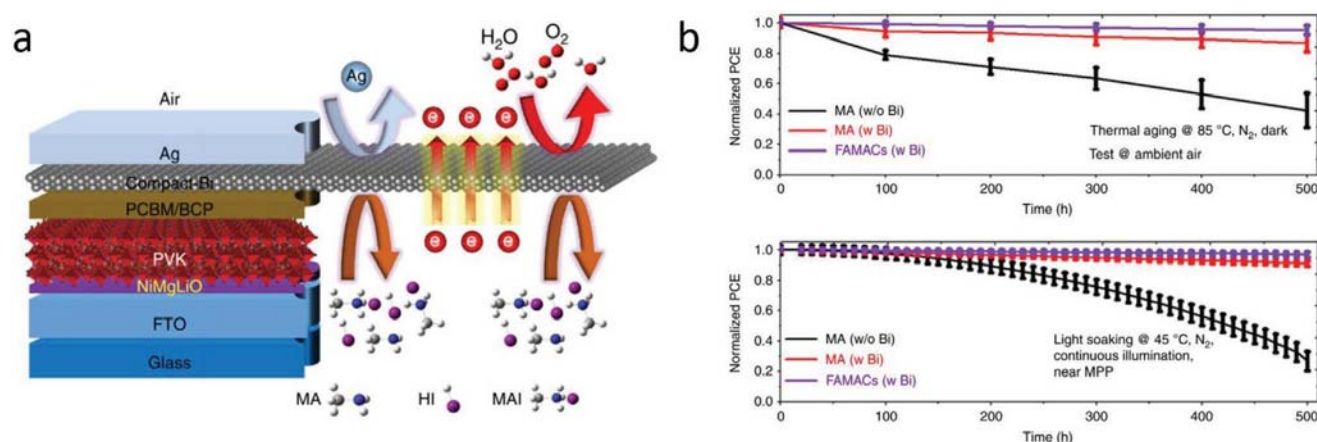 a
H₂O
O₂
Ag
Air
Ag
Compact-Bi
PCBM/BCP
PVK
NiMgLiO
FTO
Glass
MA
HI
MAI
b
Normalized PCE
1.0
0.8
0.6
0.4
0.2
0.0
MA (w/o Bi)
MA (w Bi)
FAMACs (w Bi)
Thermal aging @ 85 °C, N₂, dark
Test @ ambient air
0 100 200 300 400 500
Time (h)
Normalized PCE
1.0
0.8
0.6
0.4
0.2
0.0
MA (w/o Bi)
MA (w Bi)
FAMACs (w Bi)
Light soaking @ 45 °C, N₂,
continuous illumination,
near MPP
0 100 200 300 400 500
Time (h)